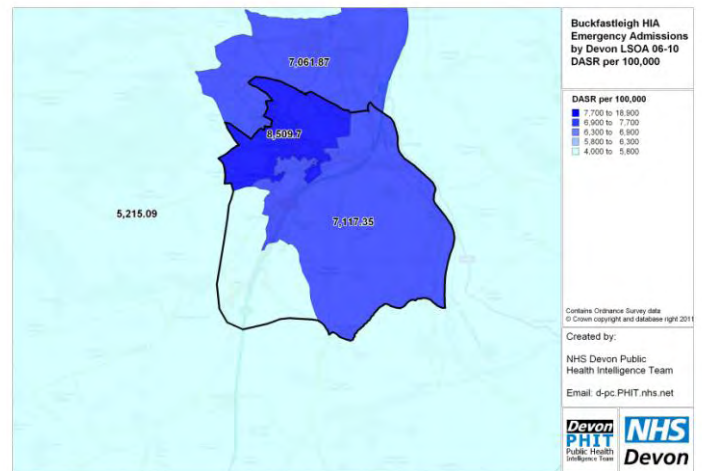 Buckfastleigh HIA
Emergency Admissions
by Devon LSOA 06-10
DASR per 100,000
DASR per 100,000
7,700 to 18,900
6,900 to 7,700
6,300 to 6,900
5,800 to 6,300
4,000 to 5,800
7,061.87
8,509.7
5,215.09
7,117.35
Contains Ordnance Survey data
© Crown copyright and database right 2011
Created by:
NHS Devon Public
Health Intelligence Team
Email: d-pc.PHIT.nhs.net
Devon
PHIT
Public Health
Intelligence Team
NHS
Devon